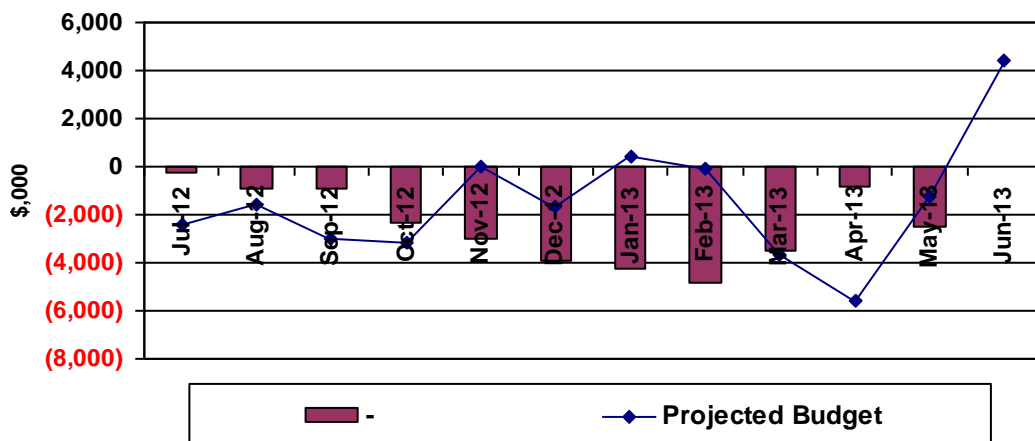 6,000
4,000
2,000
0
(2,000)
(4,000)
(6,000)
(8,000)
$,000
Jul-12
Aug-12
Sep-12
Oct-12
Nov-12
Dec-12
Jan-13
Feb-13
Mar-13
Apr-13
May-13
Jun-13
-
Projected Budget